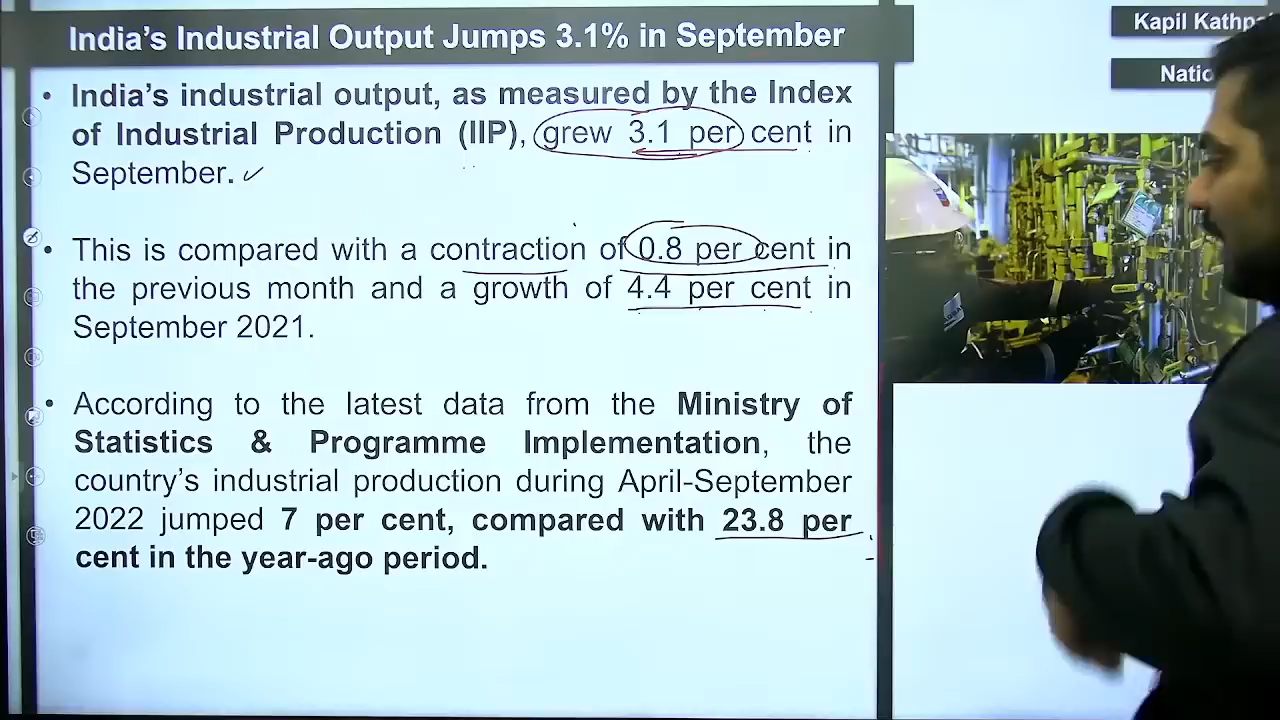 India's Industrial Output Jumps 3.1% in September
Kapil
• India's industrial output, as measured by the Index
of Industrial Production (IIP), grew 3.1 per cent in
September.
• This is compared with a contraction of 0.8 per cent in
the previous month and a growth of 4.4 per cent in
September 2021.
• According to the latest data from the Ministry of
Statistics & Programme Implementation, the
country's industrial production during April-September
2022 jumped 7 per cent, compared with 23.8 per
cent in the year-ago period.